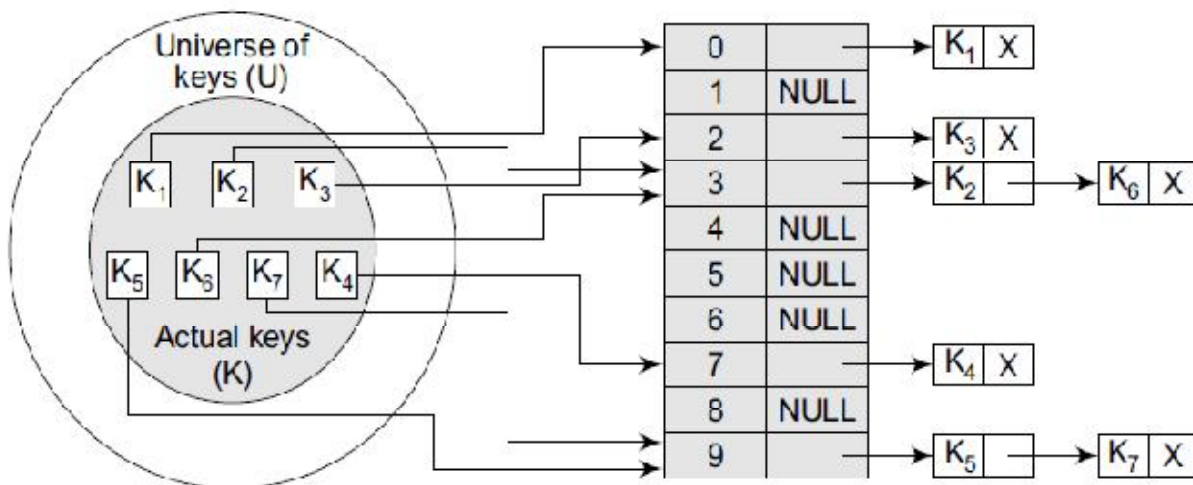 Universe of
keys (U)
K₁ K₂ K₃
K₅ K₆ K₇ K₄
Actual keys
(K)
0 K₁ X
1 NULL
2 K₃ X
3 K₂ K₆ X
4 NULL
5 NULL
6 NULL
7 K₄ X
8 NULL
9 K₅ K₇ X